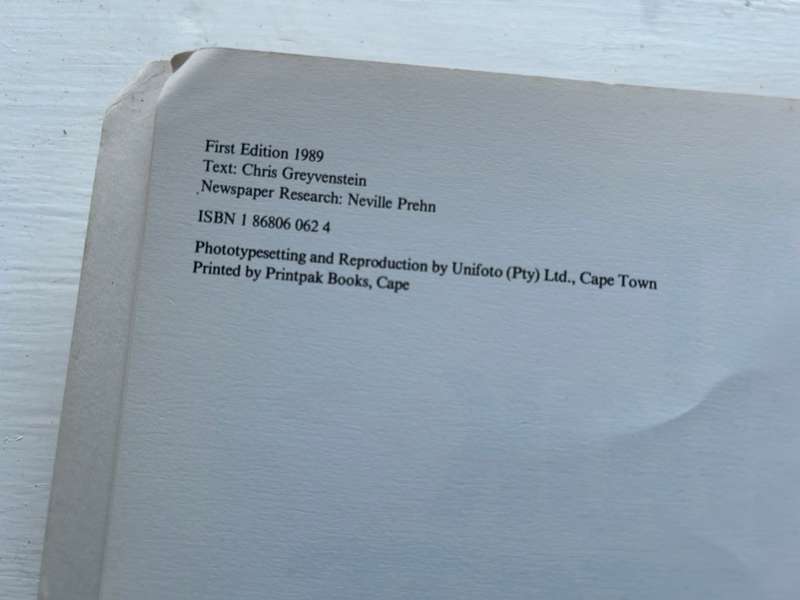 First Edition 1989
Text: Chris Greyvenstein
Newspaper Research: Neville Prehn
ISBN 1 86806 062 4
Phototypesetting and Reproduction by Unifoto (Pty) Ltd., Cape Town
Printed by Printpak Books, Cape